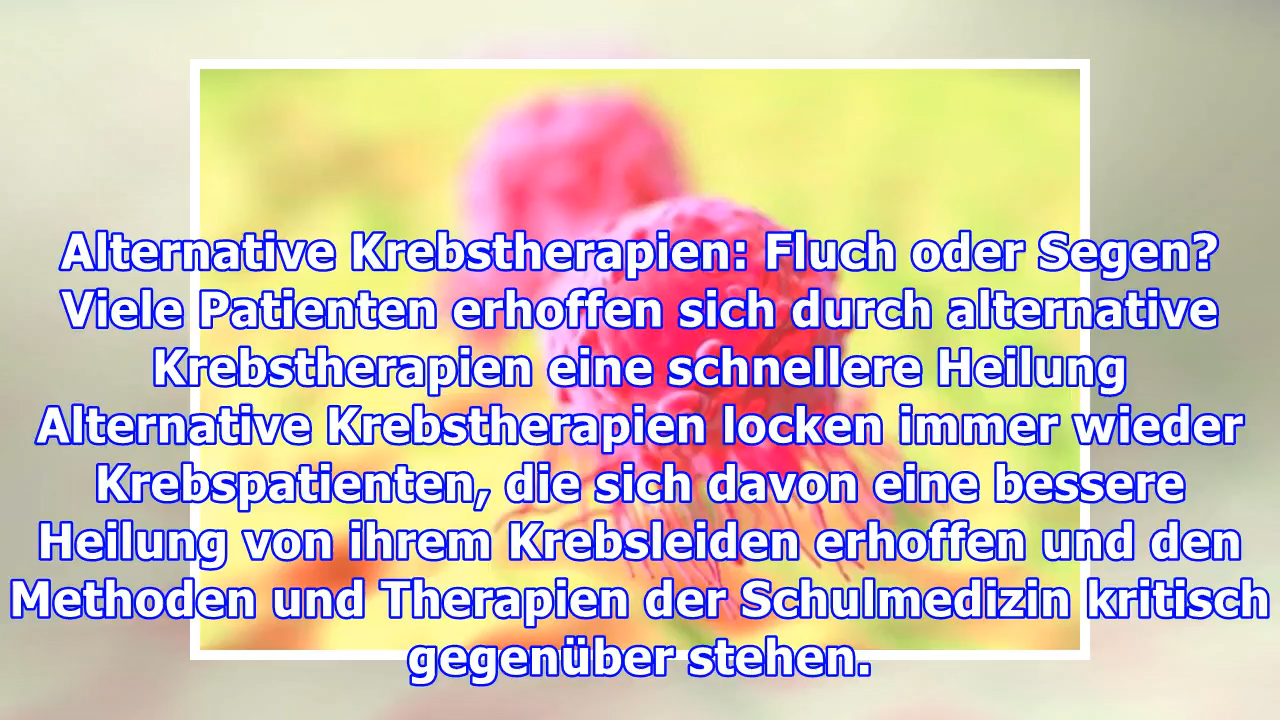 Alternative Krebstherapien: Fluch oder Segen?
Viele Patienten erhoffen sich durch alternative
Krebstherapien eine schnellere Heilung
Alternative Krebstherapien locken immer wieder
Krebspatienten, die sich davon eine bessere
Heilung von ihrem Krebsleiden erhoffen und den
Methoden und Therapien der Schulmedizin kritisch
gegenüber stehen.